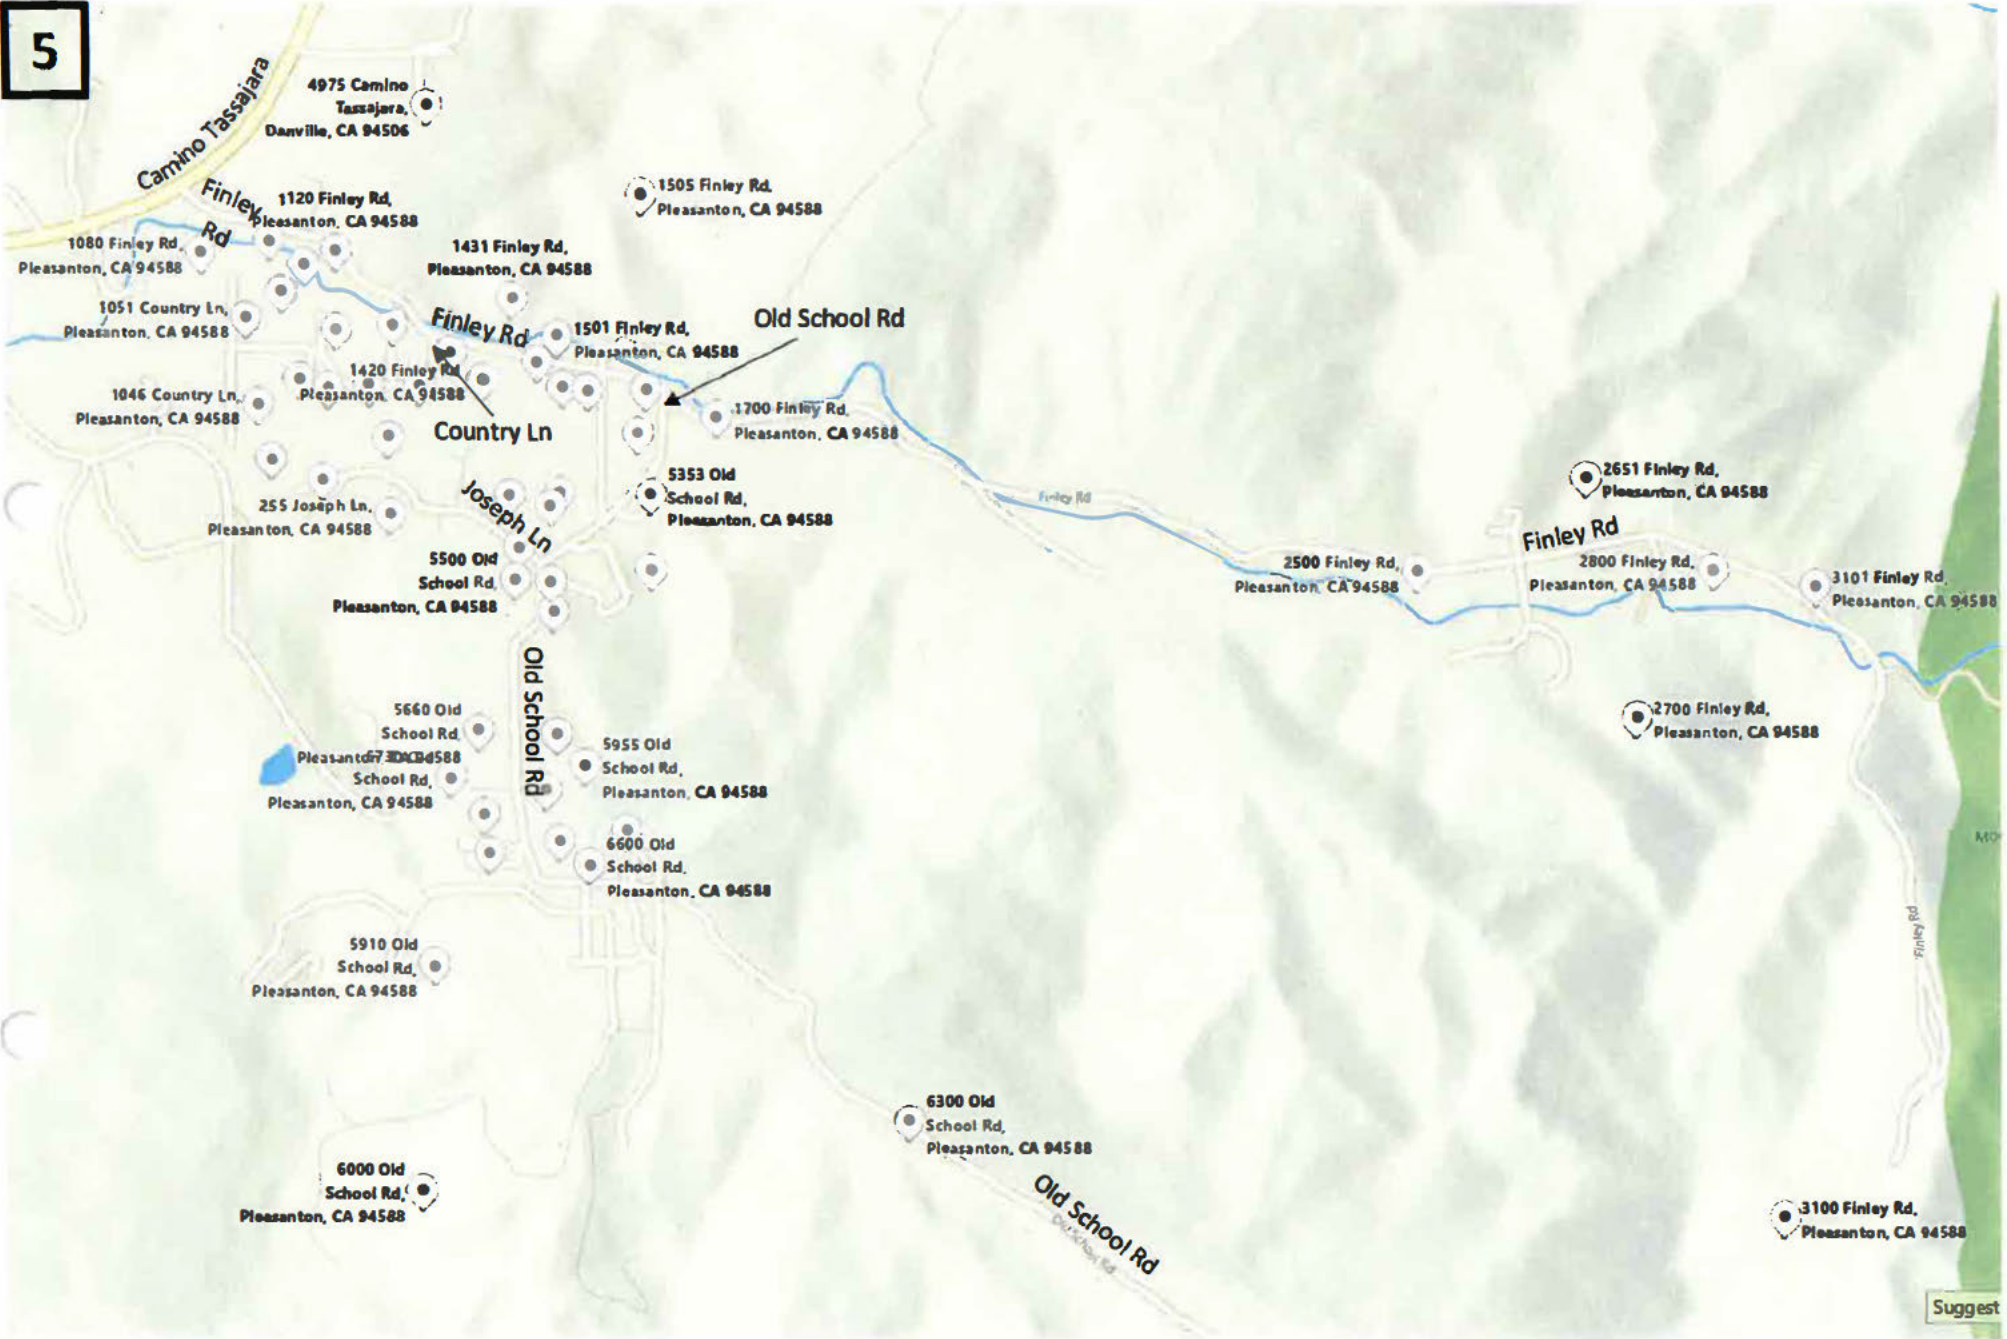 5
Camino Tassajara
4975 Camino
Tassajara,
Danville, CA 94506
Finley
Rd
1120 Finley Rd,
Pleasanton, CA 94588
1505 Finley Rd,
Pleasanton, CA 94588
1080 Finley Rd,
Pleasanton, CA 94588
1431 Finley Rd,
Pleasanton, CA 94588
1051 Country Ln,
Pleasanton, CA 94588
Finley Rd
1501 Finley Rd,
Pleasanton, CA 94588
Old School Rd
1420 Finley Rd
Pleasanton, CA 94588
1046 Country Ln,
Pleasanton, CA 94588
Country Ln
1700 Finley Rd,
Pleasanton, CA 94588
5353 Old
School Rd,
Pleasanton, CA 94588
Joseph Ln
255 Joseph Ln,
Pleasanton, CA 94588
Finley Rd
2651 Finley Rd,
Pleasanton, CA 94588
Finley Rd
5500 Old
School Rd,
Pleasanton, CA 94588
2500 Finley Rd,
Pleasanton, CA 94588
2800 Finley Rd,
Pleasanton, CA 94588
3101 Finley Rd,
Pleasanton, CA 94588
Old School Rd
5660 Old
School Rd,
Pleasanton, CA 94588
School Rd,
Pleasanton, CA 94588
5955 Old
School Rd,
Pleasanton, CA 94588
2700 Finley Rd,
Pleasanton, CA 94588
6600 Old
School Rd,
Pleasanton, CA 94588
MO
5910 Old
School Rd,
Pleasanton, CA 94588
Finley Rd
6300 Old
School Rd,
Pleasanton, CA 94588
6000 Old
School Rd,
Pleasanton, CA 94588
Old School Rd
Old School Rd
3100 Finley Rd,
Pleasanton, CA 94588
Suggest